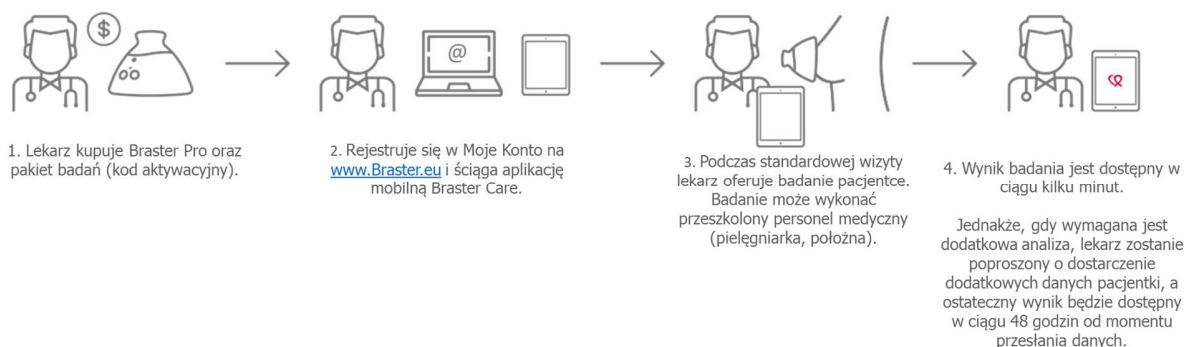 $
@
1. Lekarz kupuje Braster Pro oraz
pakiet badań (kod aktywacyjny).
2. Rejestruje się w Moje Konto na
www.Braster.eu i ściąga aplikację
mobilną Braster Care.
3. Podczas standardowej wizyty
lekarz oferuje badanie pacjentce.
Badanie może wykonać
przeszkolony personel medyczny
(pielęgniarka, położna).
4. Wynik badania jest dostępny w
ciągu kilku minut.
Jednakże, gdy wymagana jest
dodatkowa analiza, lekarz zostanie
poproszony o dostarczenie
dodatkowych danych pacjentki, a
ostateczny wynik będzie dostępny
w ciągu 48 godzin od momentu
przesłania danych.